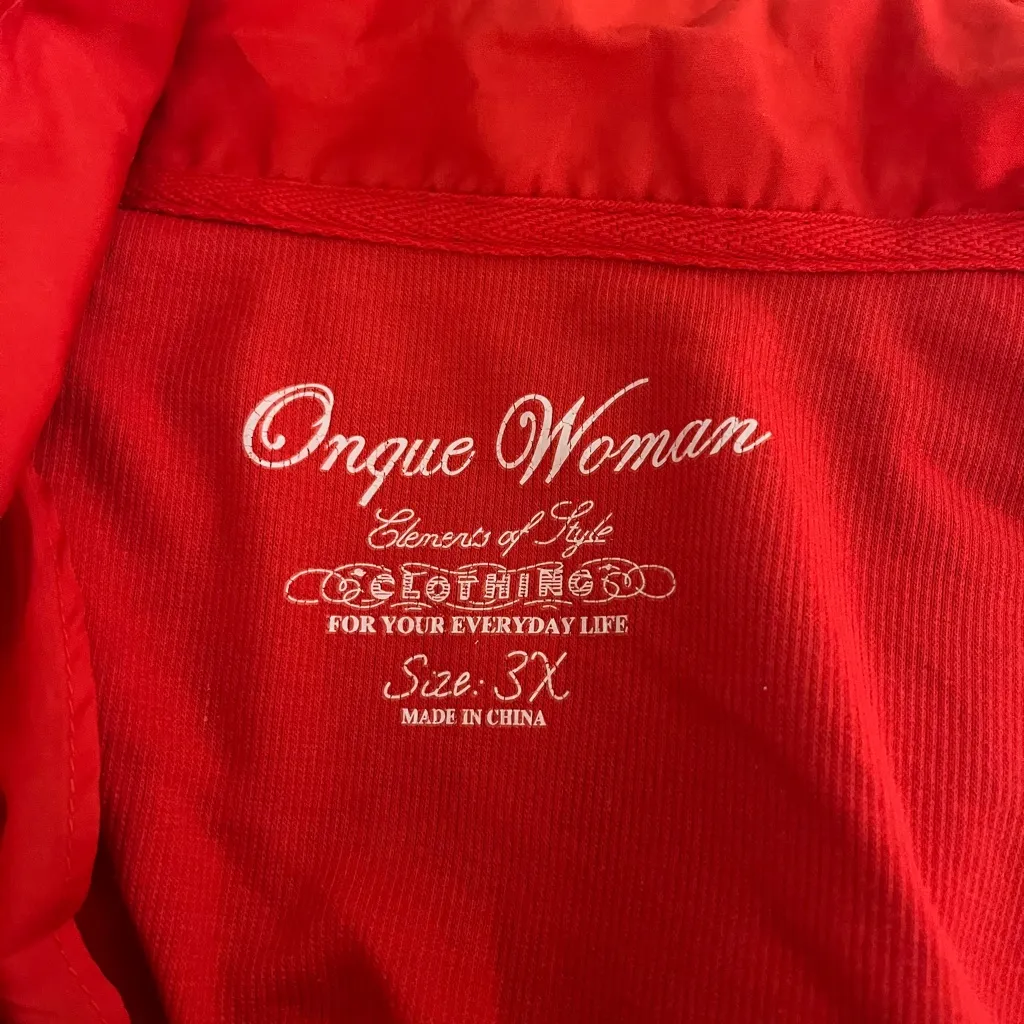 Onque Woman
Elements of Style
CLOTHING
FOR YOUR EVERYDAY LIFE
Size: 3X
MADE IN CHINA